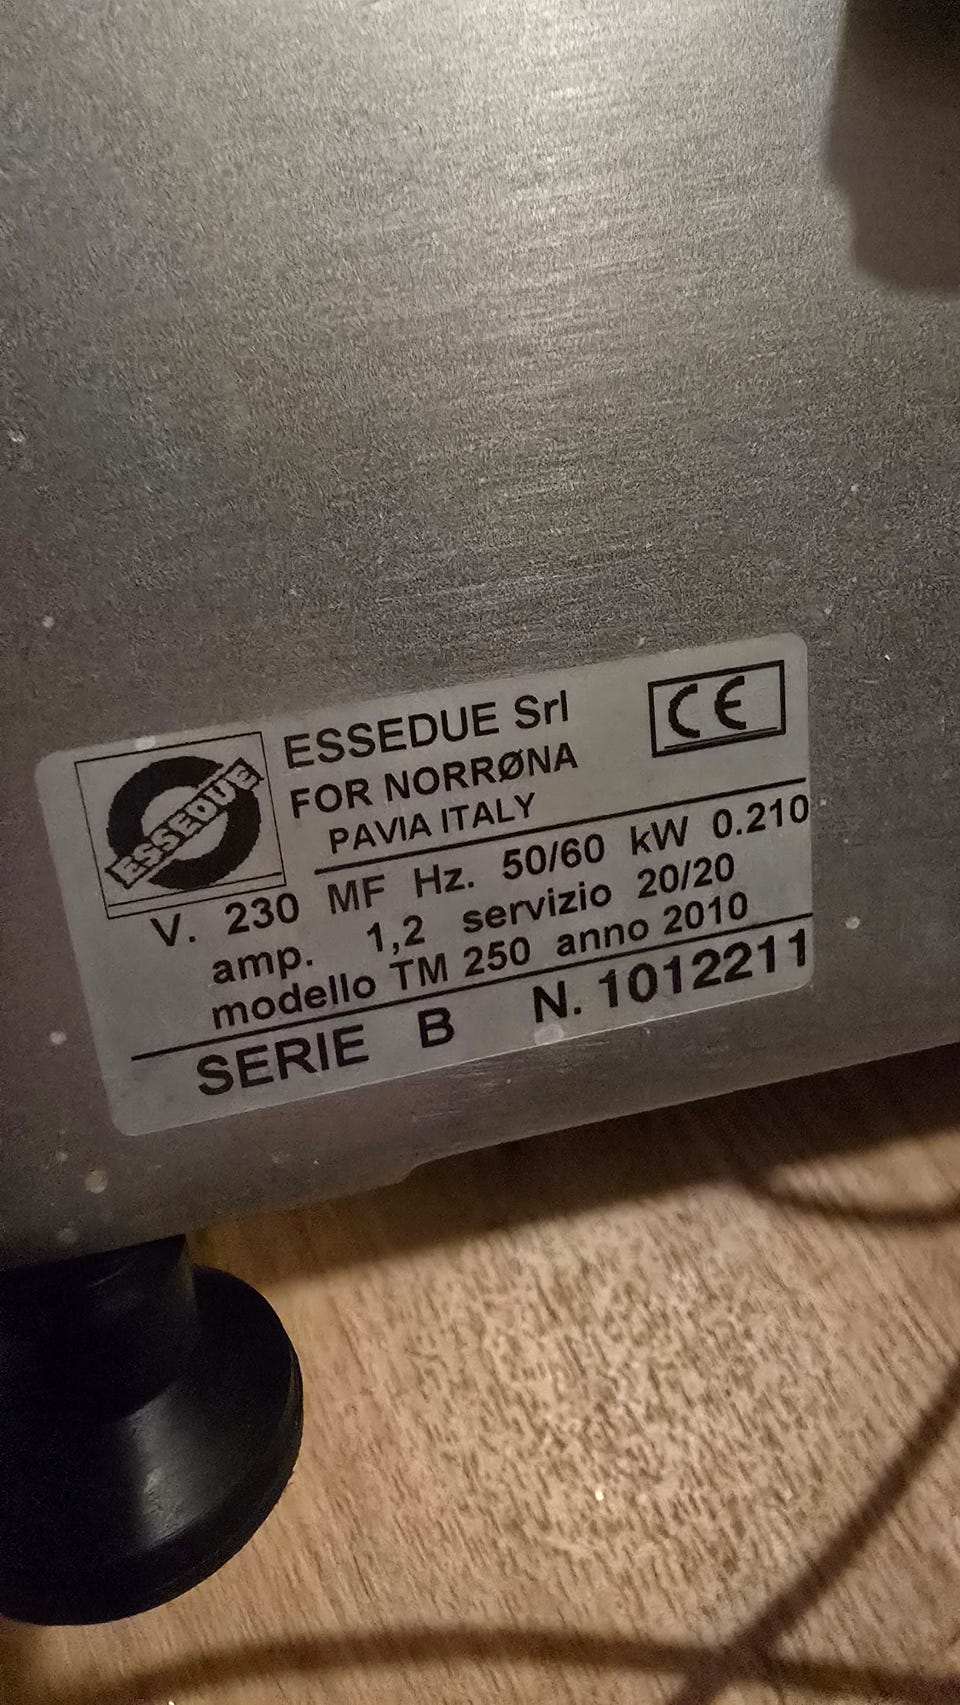 ESSEDUE
ESSEDUE Srl
CE
FOR NORRØNA
PAVIA ITALY
V. 230 MF Hz. 50/60 kW 0.210
amp. 1,2 servizio 20/20
modello TM 250 anno 2010
SERIE B N. 1012211